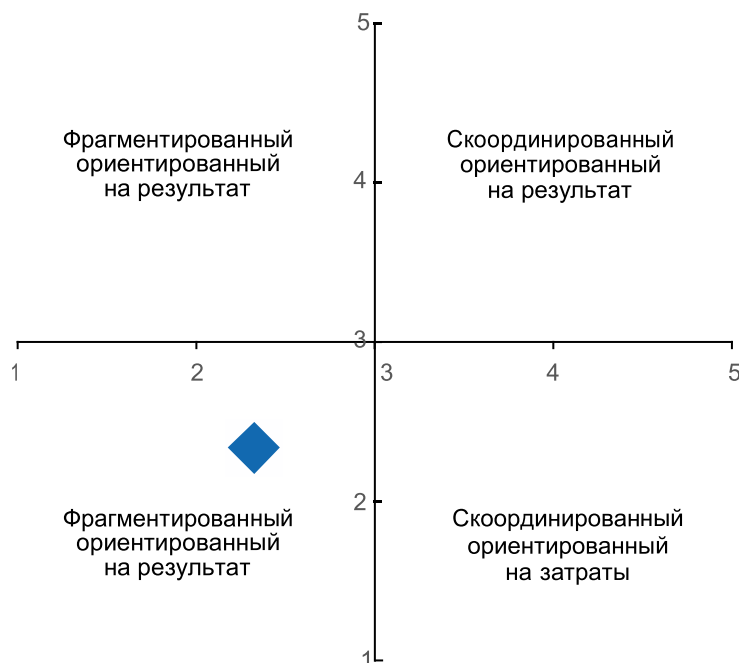 5
Фрагментированный
ориентированный
на результат
Скоординированный
ориентированный
на результат
4
3
1
2
3
4
5
2
Фрагментированный
ориентированный
на результат
Скоординированный
ориентированный
на затраты
1